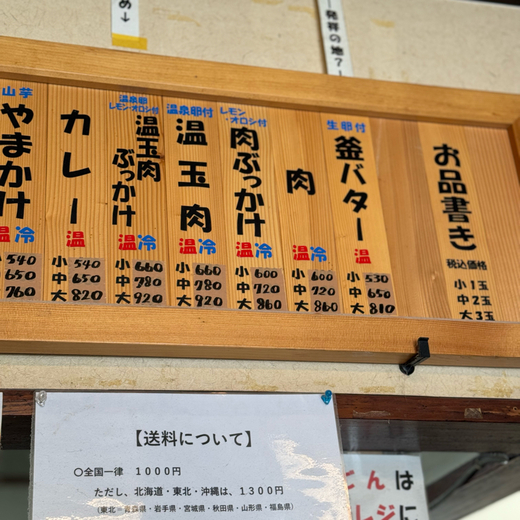 め→
発祥の地？→
お品書き
税込価格
小 1玉
中 2玉
大 3玉
生卵付
釜バター
温
小 530
中 650
大 810
肉
温冷
小 600
中 720
大 860
レモン・オロシ付
肉ぶっかけ
温冷
小 600
中 720
大 860
温泉卵付
温玉肉
温冷
小 660
中 780
大 920
温泉卵
レモン・オロシ付
温玉肉
ぶっかけ
温冷
小 660
中 780
大 920
カレー
温
小 540
中 650
大 820
山芋
やまかけ
温冷
小 540
中 650
大 760
【送料について】
〇全国一律 1000円
ただし、北海道・東北・沖縄は、1300円
（東北＝青森県・岩手県・宮城県・秋田県・山形県・福島県）
どんは
レジに